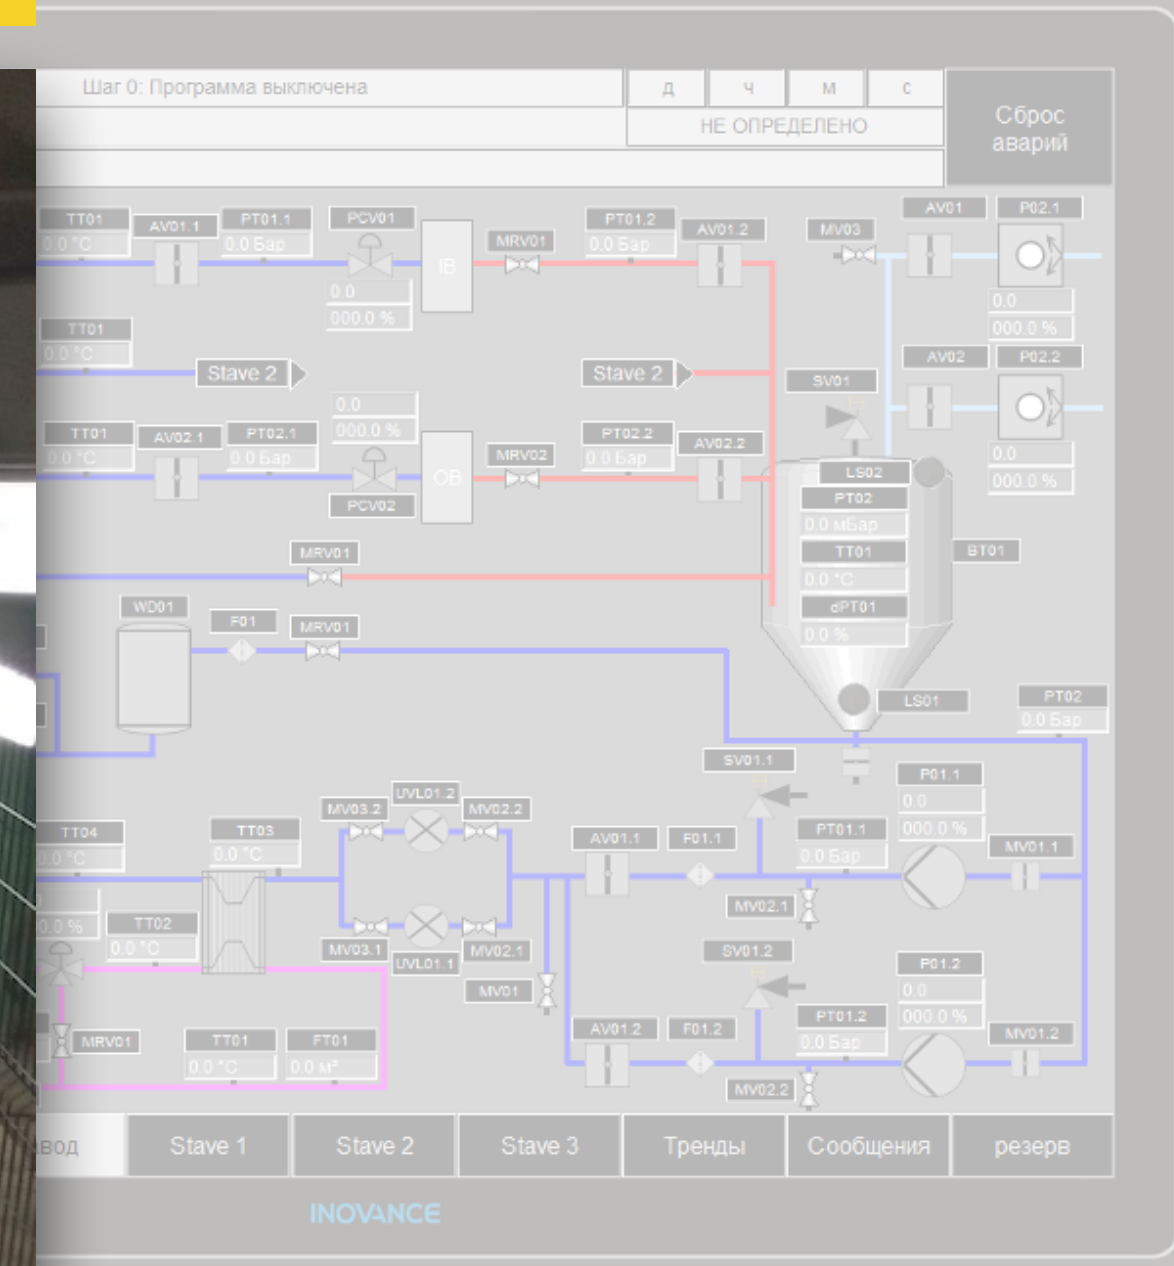 Шаг 0: Программа выключена
д ч м с
НЕ ОПРЕДЕЛЕНО
Сброс
аварий
TT01
0.0 °C
AV01.1
PT01.1
0.0 Бар
PCV01
0.0
000.0 %
IB
MRV01
PT01.2
0.0 Бар
AV01.2
MV03
AV01
P02.1
0.0
000.0 %
TT01
0.0 °C
Stave 2
Stave 2
SV01
AV02
P02.2
0.0
000.0 %
TT01
0.0 °C
AV02.1
PT02.1
0.0 Бар
0.0
000.0 %
PCV02
OB
MRV02
PT02.2
0.0 Бар
AV02.2
LS02
PT02
0.0 мБар
TT01
0.0 °C
dPT01
0.0 %
BT01
MRV01
WD01
F01
MRV01
LS01
PT02
0.0 Бар
SV01.1
P01.1
0.0
000.0 %
UVL01.2
MV03.2
MV02.2
TT04
0.0 °C
TT03
0.0 °C
AV01.1
F01.1
PT01.1
0.0 Бар
MV01.1
MV02.1
0.0 %
TT02
0.0 °C
MV03.1
UVL01.1
MV02.1
SV01.2
P01.2
0.0
000.0 %
MV01
MRV01
TT01
0.0 °C
FT01
0.0 м³
AV01.2
F01.2
PT01.2
0.0 Бар
MV01.2
MV02.2
вод
Stave 1
Stave 2
Stave 3
Тренды
Сообщения
резерв
INOVANCE